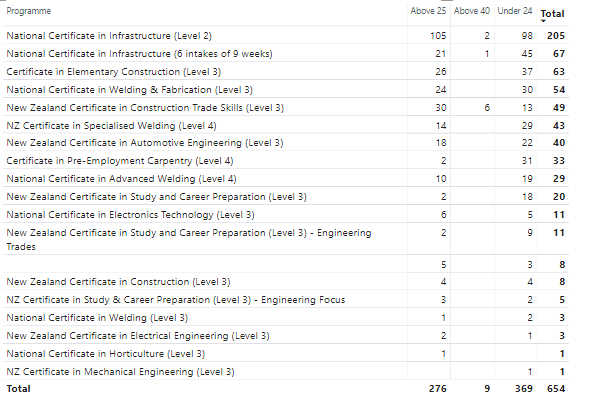 Programme Above 25 Above 40 Under 24 Total
National Certificate in Infrastructure (Level 2) 105 2 98 205
National Certificate in Infrastructure (6 intakes of 9 weeks) 21 1 45 67
Certificate in Elementary Construction (Level 3) 26 37 63
National Certificate in Welding & Fabrication (Level 3) 24 30 54
New Zealand Certificate in Construction Trade Skills (Level 3) 30 6 13 49
NZ Certificate in Specialised Welding (Level 4) 14 29 43
New Zealand Certificate in Automotive Engineering (Level 3) 18 22 40
Certificate in Pre-Employment Carpentry (Level 4) 2 31 33
National Certificate in Advanced Welding (Level 4) 10 19 29
New Zealand Certificate in Study and Career Preparation (Level 3) 2 18 20
National Certificate in Electronics Technology (Level 3) 6 5 11
New Zealand Certificate in Study and Career Preparation (Level 3) - Engineering 2 9 11
Trades
5 3 8
New Zealand Certificate in Construction (Level 3) 4 4 8
NZ Certificate in Study & Career Preparation (Level 3) - Engineering Focus 3 2 5
National Certificate in Welding (Level 3) 1 2 3
New Zealand Certificate in Electrical Engineering (Level 3) 2 1 3
National Certificate in Horticulture (Level 3) 1 1
NZ Certificate in Mechanical Engineering (Level 3) 1 1
Total 276 9 369 654